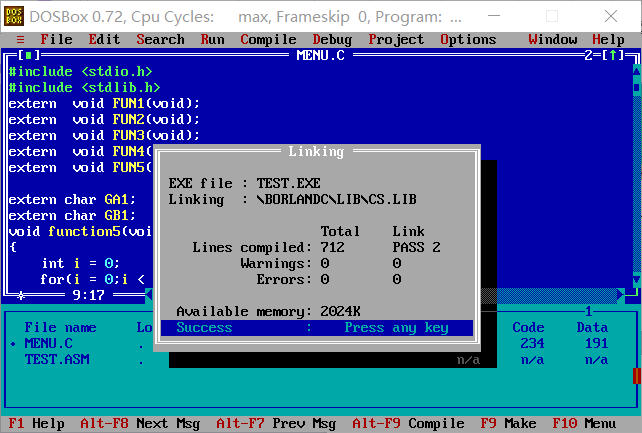 DOSBox 0.72, Cpu Cycles: max, Frameskip 0, Program: ...
≡ File Edit Search Run Compile Debug Project Options Window Help
MENU.C 2=[↑]
#include <stdio.h>
#include <stdlib.h>
extern void FUN1(void);
extern void FUN2(void);
extern void FUN3(void);
extern void FUN4(
extern void FUN5(
extern char GA1;
extern char GB1;
void function5(voi
{
int i = 0;
for(i = 0;i <
9:17
Linking
EXE file : TEST.EXE
Linking : \BORLANDC\LIB\CS.LIB
Total Link
Lines compiled: 712 PASS 2
Warnings: 0 0
Errors: 0 0
Available memory: 2024K
Success : Press any key
1
File name Lo Code Data
• MENU.C . 234 191
TEST.ASM . n/a n/a n/a
F1 Help Alt-F8 Next Msg Alt-F7 Prev Msg Alt-F9 Compile F9 Make F10 Menu